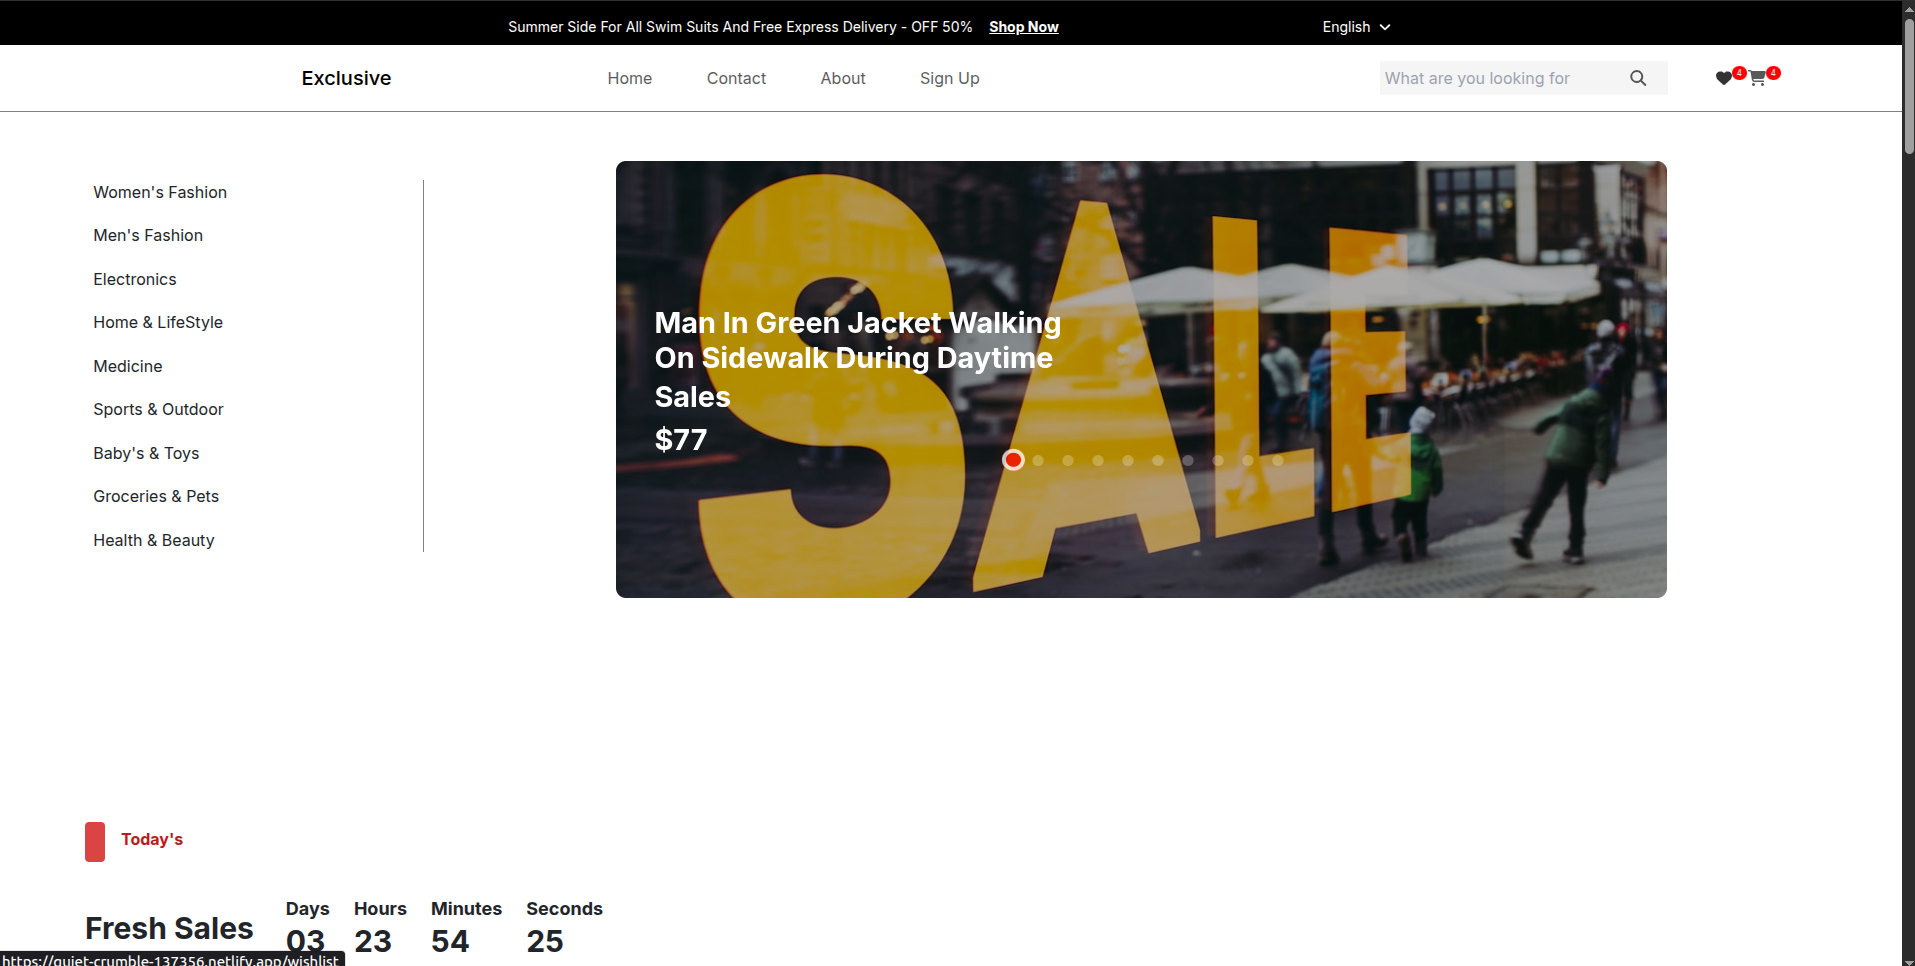 Summer Side For All Swim Suits And Free Express Delivery - OFF 50% Shop Now English
Exclusive Home Contact About Sign Up What are you looking for 4 4
Women's Fashion
Men's Fashion
Electronics
Home & LifeStyle
Medicine
Sports & Outdoor
Baby's & Toys
Groceries & Pets
Health & Beauty
SALE
Man In Green Jacket Walking
On Sidewalk During Daytime
Sales
$77
Today's
Fresh Sales
Days Hours Minutes Seconds
03 23 54 25
https://quiet-crumble-137356.netlify.app/wishlist